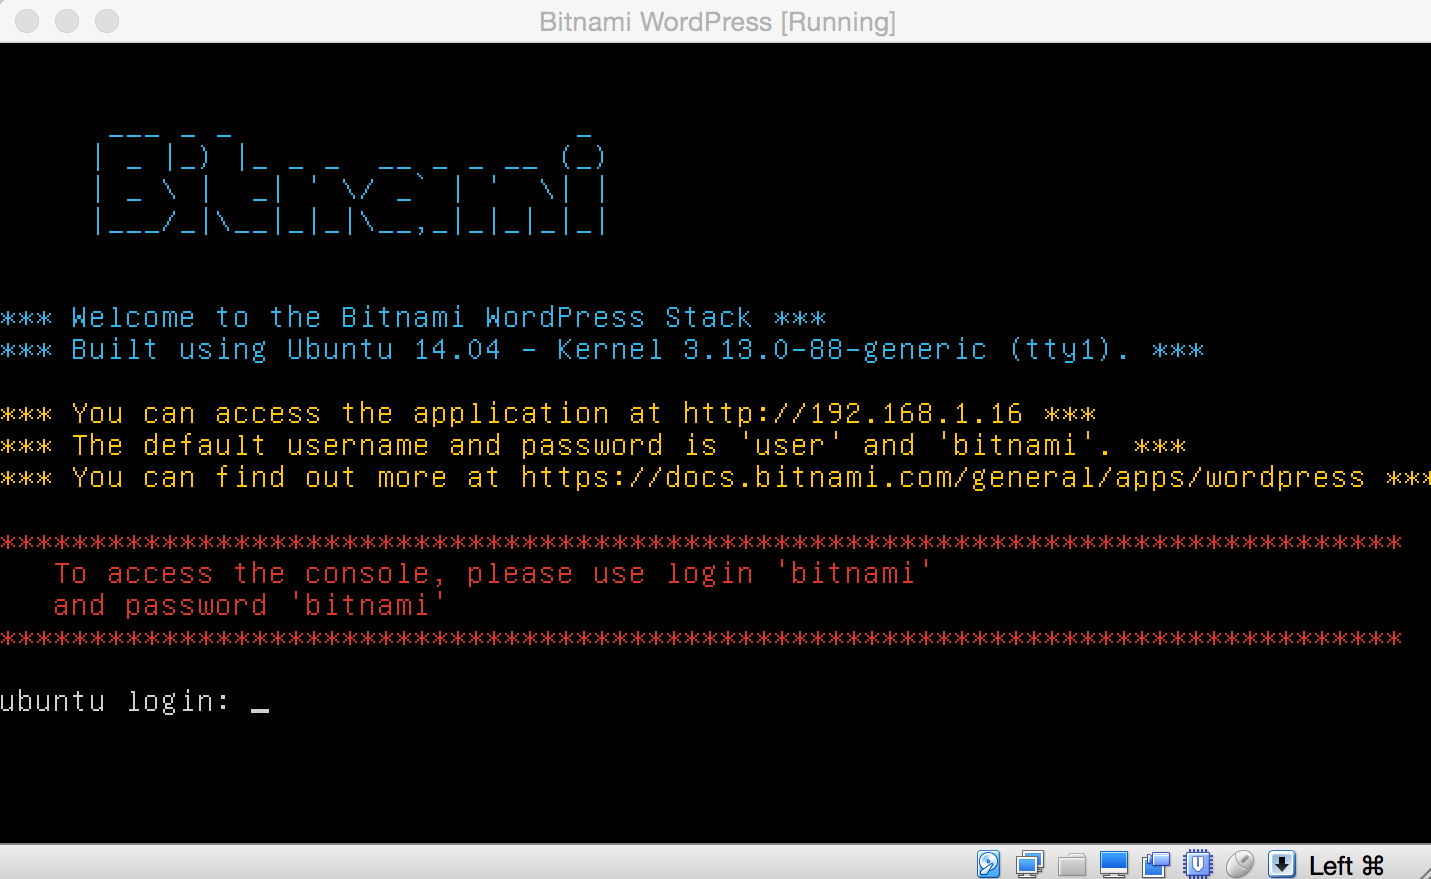 Bitnami WordPress [Running]
Bitnami
*** Welcome to the Bitnami WordPress Stack ***
*** Built using Ubuntu 14.04 - Kernel 3.13.0-88-generic (tty1). ***
*** You can access the application at http://192.168.1.16 ***
*** The default username and password is 'user' and 'bitnami'. ***
*** You can find out more at https://docs.bitnami.com/general/apps/wordpress ***
******************************************************************************
To access the console, please use login 'bitnami'
and password 'bitnami'
******************************************************************************
ubuntu login: _
Left ⌘